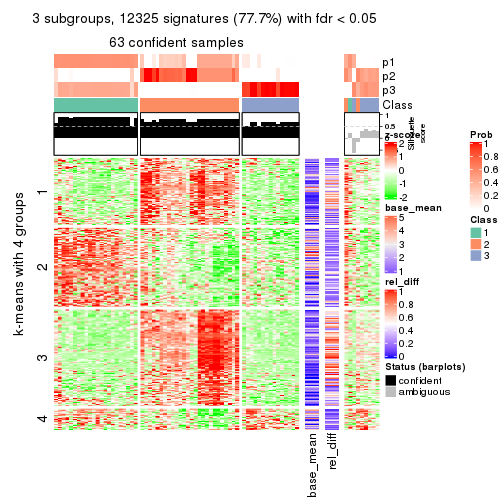 3 subgroups, 12325 signatures (77.7%) with fdr < 0.05
63 confident samples
p1
p2
p3
Class
1
0.5
0
Silhouette
score
k-means with 4 groups
1
2
3
4
base_mean
rel_diff
z-score
2
1
0
-1
-2
base_mean
5
4
3
2
1
rel_diff
1
0.8
0.6
0.4
0.2
0
Status (barplots)
confident
ambiguous
Prob
1
0.8
0.6
0.4
0.2
0
Class
1
2
3